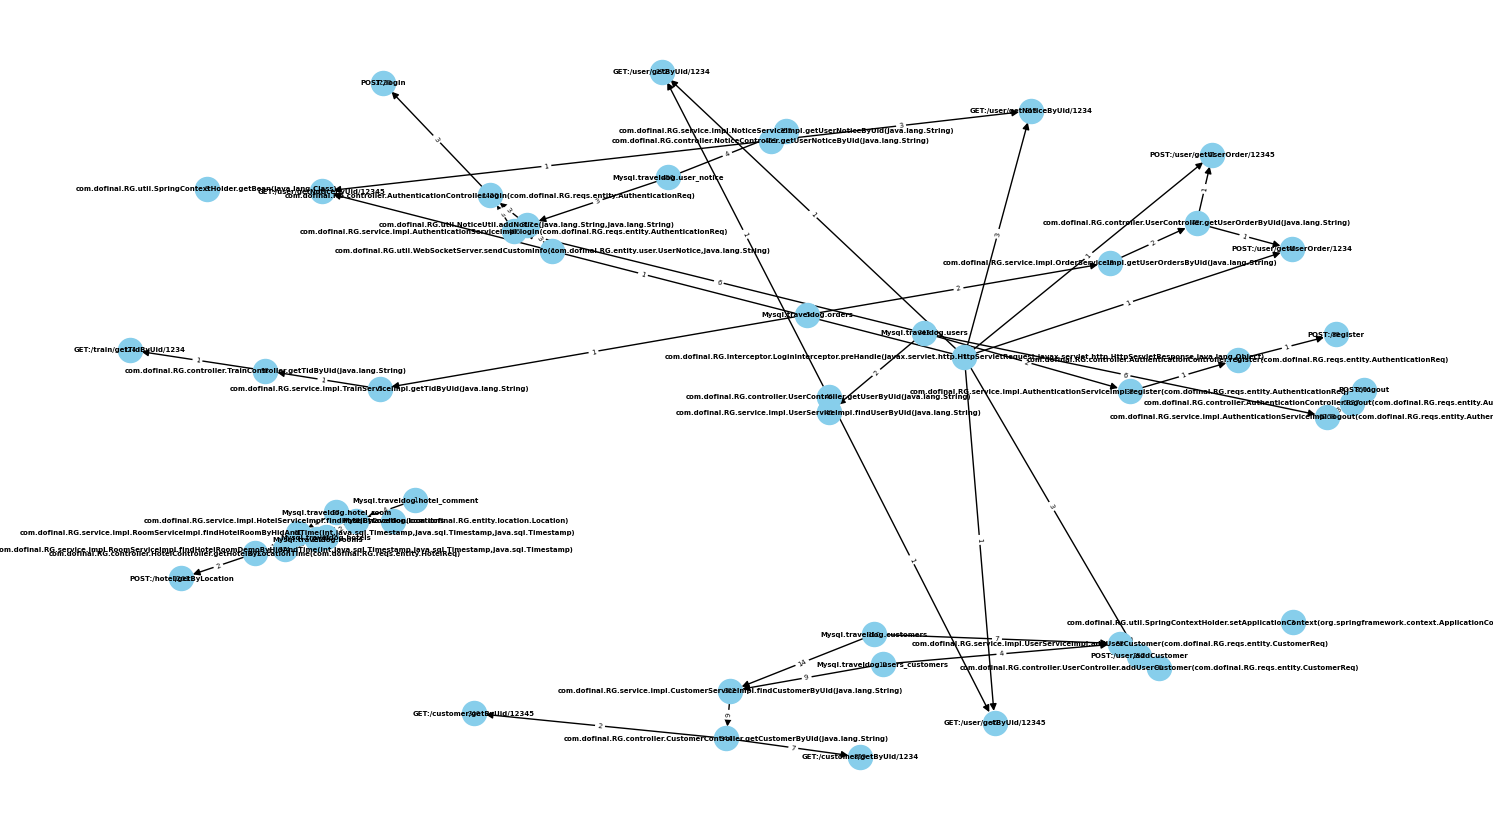 GET:/user/getByUid/1234
POST:/login
GET:/user/getNoticeByUid/1234
com.dofinal.RG.service.impl.NoticeServiceImpl.getUserNoticeByUid(java.lang.String)
3
com.dofinal.RG.controller.NoticeController.getUserNoticeByUid(java.lang.String)
3
4
POST:/user/getUserOrder/12345
1
Mysql.traveldog.user_notice
com.dofinal.RG.util.SpringContextHolder.getBean(java.lang.Class)
GET:/user/getNoticeByUid/12345
1
com.dofinal.RG.controller.AuthenticationController.login(com.dofinal.RG.reqs.entity.AuthenticationReq)
3
3
1
com.dofinal.RG.util.NoticeUtil.addNotice(java.lang.String,java.lang.String)
com.dofinal.RG.controller.UserController.getUserOrderByUid(java.lang.String)
com.dofinal.RG.service.impl.AuthenticationServiceImpl.login(com.dofinal.RG.reqs.entity.AuthenticationReq)
1
3
1
3
2
com.dofinal.RG.util.WebSocketServer.sendCustomInfo(com.dofinal.RG.entity.user.UserNotice,java.lang.String)
POST:/user/getUserOrder/1234
1
com.dofinal.RG.service.impl.OrderServiceImpl.getUserOrdersByUid(java.lang.String)
1
6
2
1
Mysql.traveldog.orders
Mysql.traveldog.users
POST:/register
GET:/train/getTidByUid/1234
1
1
com.dofinal.RG.Interceptor.LoginInterceptor.preHandle(javax.servlet.http.HttpServletRequest,javax.servlet.http.HttpServletResponse,java.lang.Object)
com.dofinal.RG.controller.AuthenticationController.register(com.dofinal.RG.reqs.entity.AuthenticationReq)
1
com.dofinal.RG.controller.TrainController.getTidByUid(java.lang.String)
1
2
1
6
com.dofinal.RG.service.impl.TrainServiceImpl.getTidByUid(java.lang.String)
com.dofinal.RG.service.impl.AuthenticationServiceImpl.register(com.dofinal.RG.reqs.entity.AuthenticationReq)
POST:/logout
com.dofinal.RG.controller.UserController.getUserByUid(java.lang.String)
com.dofinal.RG.controller.AuthenticationController.logout(com.dofinal.RG.reqs.entity.Au
com.dofinal.RG.service.impl.UserServiceImpl.findUserByUid(java.lang.String)
com.dofinal.RG.service.impl.AuthenticationServiceImpl.logout(com.dofinal.RG.reqs.entity.Authen
Mysql.traveldog.hotel_comment
3
Mysql.traveldog.hotel_room
com.dofinal.RG.service.impl.HotelServiceImpl.findHotelByLocation(com.dofinal.RG.entity.location.Location)
com.dofinal.RG.service.impl.RoomServiceImpl.findHotelRoomByHidAndTime(int,java.sql.Timestamp,java.sql.Timestamp,java.sql.Timestamp)
Mysql.traveldog.hotels
Mysql.traveldog.rooms
1
com.dofinal.RG.service.impl.RoomServiceImpl.findHotelRoomDemoByHidAndTime(int,java.sql.Timestamp,java.sql.Timestamp,java.sql.Timestamp)
com.dofinal.RG.controller.HotelController.getHotelByLocationTime(com.dofinal.RG.reqs.entity.HotelReq)
1
2
POST:/hotel/getByLocation
com.dofinal.RG.util.SpringContextHolder.setApplicationContext(org.springframework.context.ApplicationCo
Mysql.traveldog.customers
7
com.dofinal.RG.service.impl.UserServiceImpl.addUserCustomer(com.dofinal.RG.reqs.entity.CustomerReq)
4
POST:/user/addCustomer
14
Mysql.traveldog.users_customers
com.dofinal.RG.controller.UserController.addUserCustomer(com.dofinal.RG.reqs.entity.CustomerReq)
9
com.dofinal.RG.service.impl.CustomerServiceImpl.findCustomerByUid(java.lang.String)
9
GET:/customer/getByUid/12345
GET:/user/getByUid/12345
2
com.dofinal.RG.controller.CustomerController.getCustomerByUid(java.lang.String)
7
GET:/customer/getByUid/1234